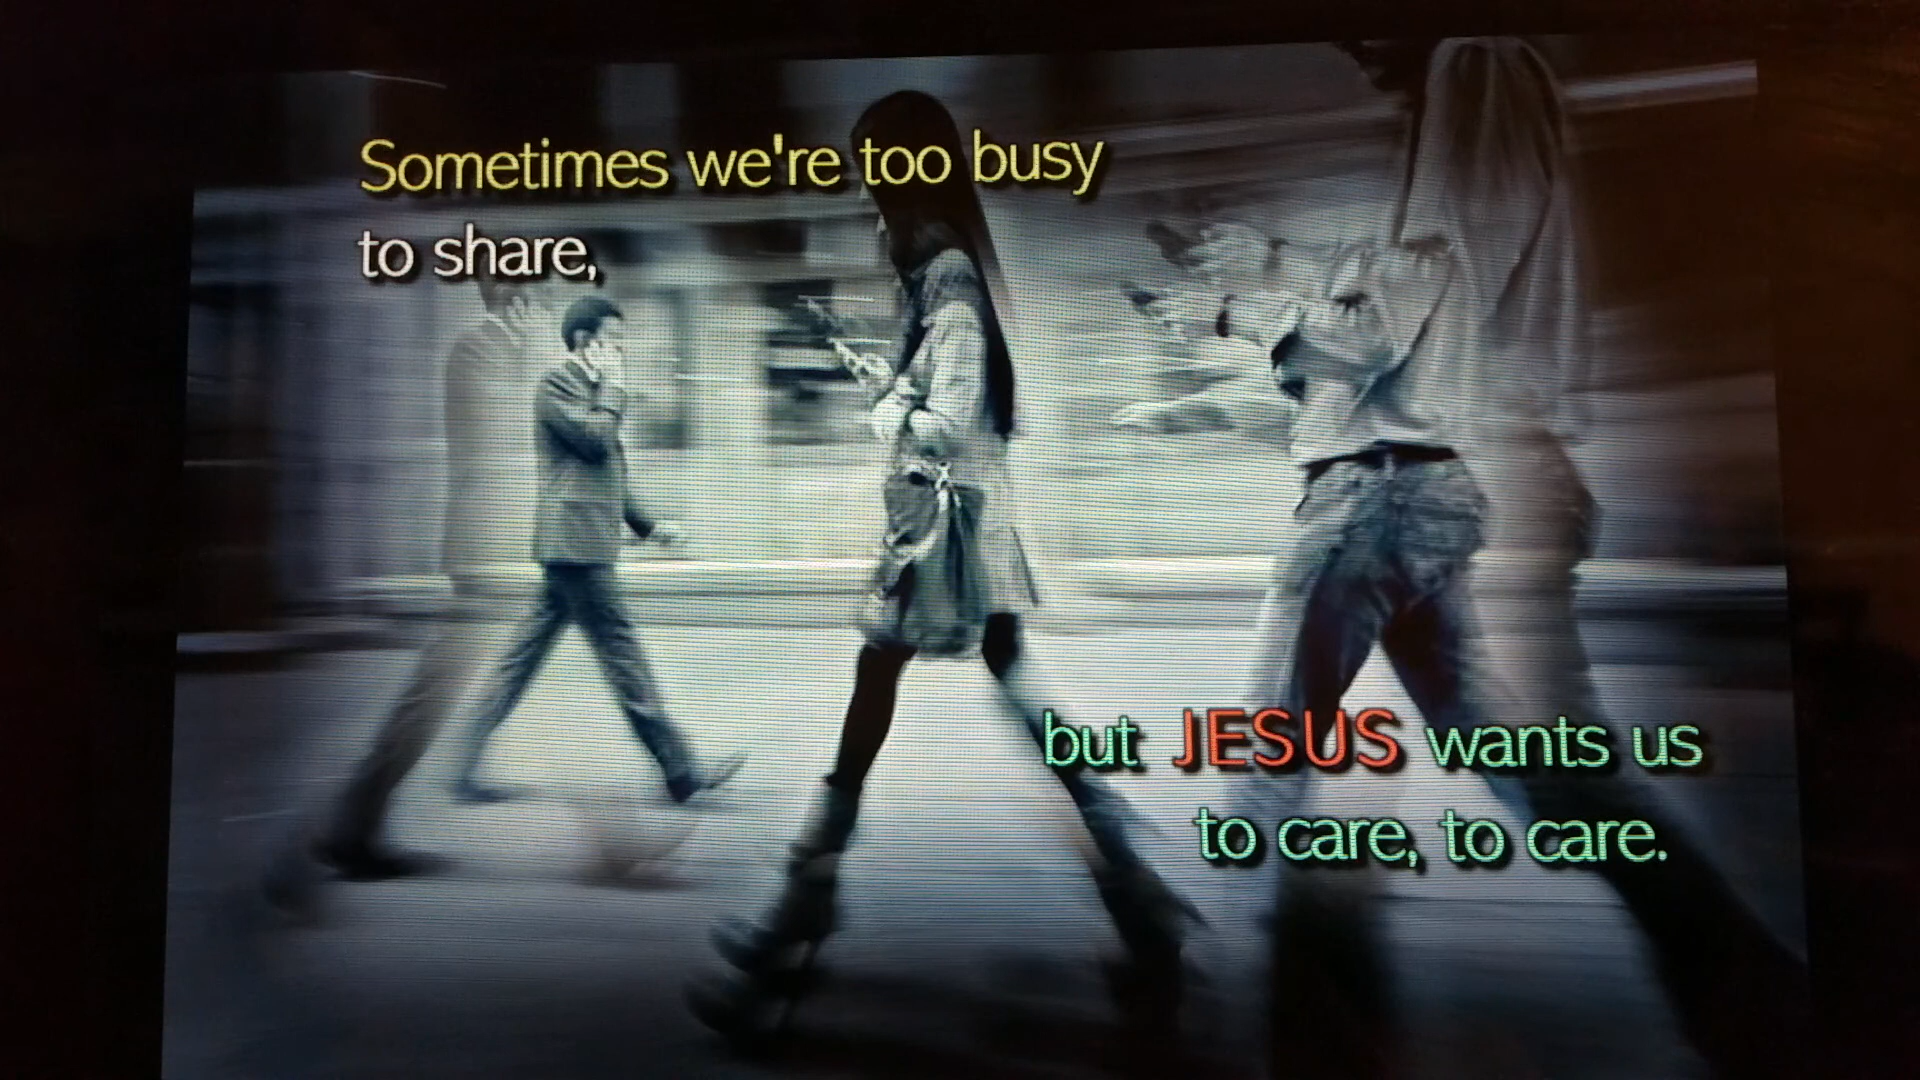 Sometimes we're too busy
to share,
but JESUS wants us
to care, to care.